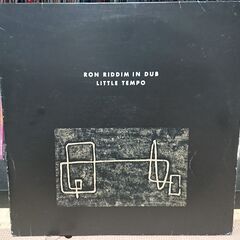 RON RIDDIM IN DUB
LITTLE TEMPO